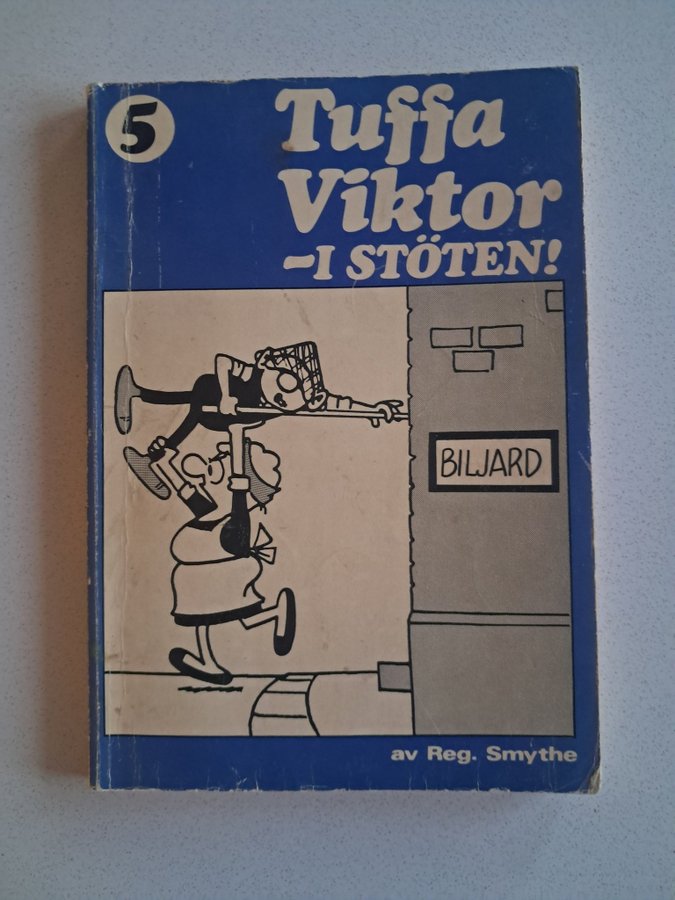 5
Tuffa
Viktor
–I STÖTEN!
BILJARD
av Reg. Smythe